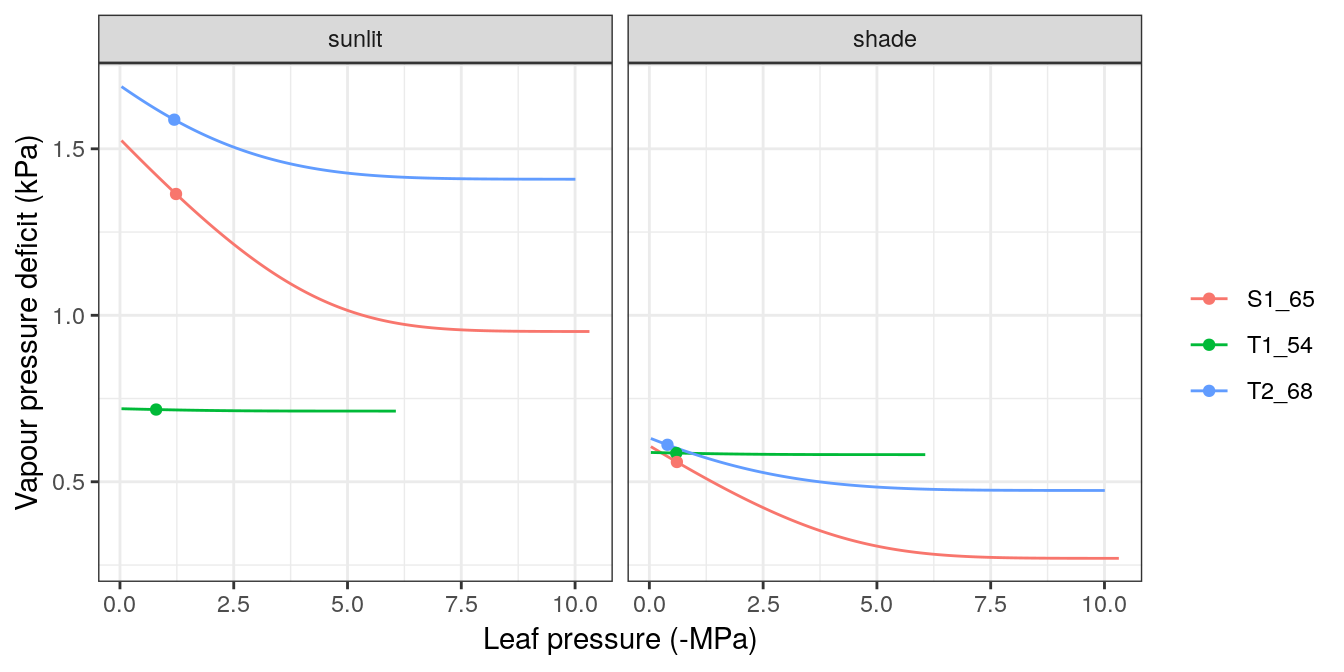 sunlit
shade
Vapour pressure deficit (kPa)
1.5
1.0
0.5
0.0 2.5 5.0 7.5 10.0
0.0 2.5 5.0 7.5 10.0
Leaf pressure (-MPa)
S1_65
T1_54
T2_68